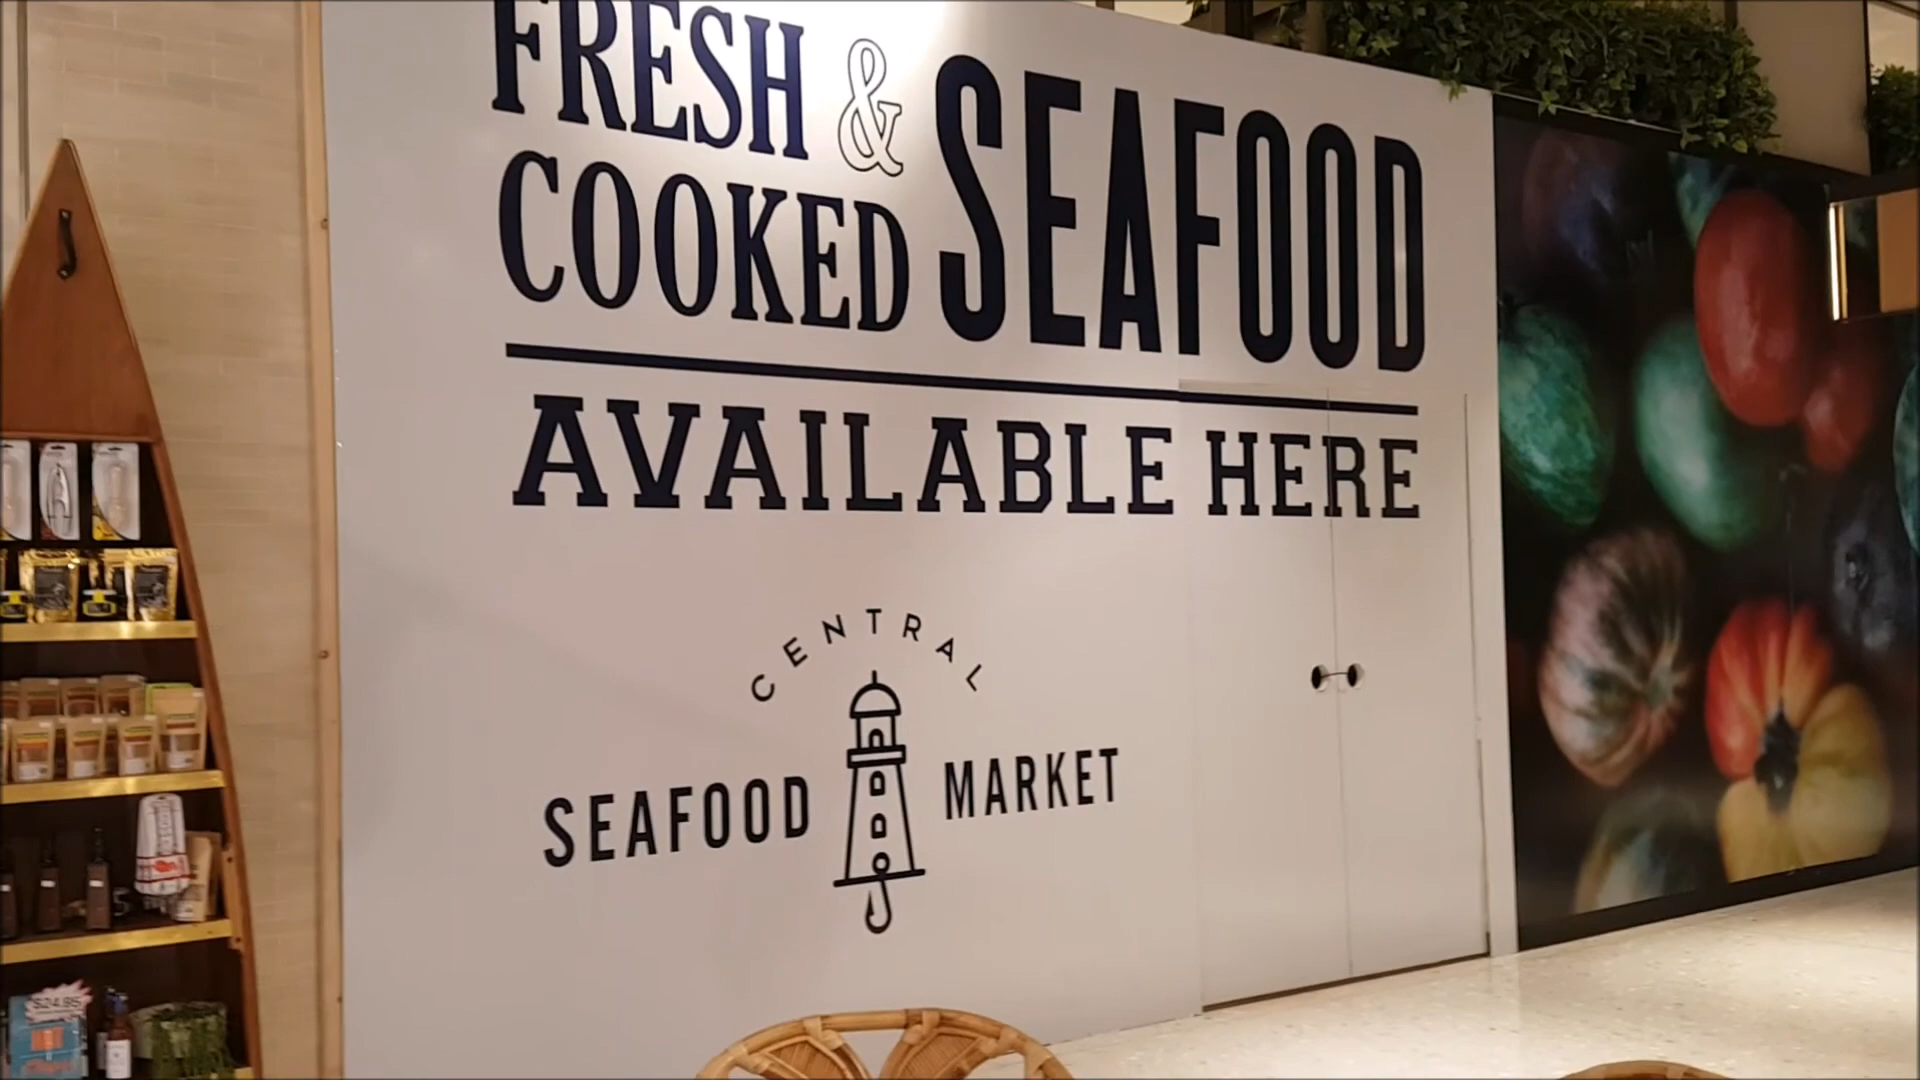 FRESH &
COOKED SEAFOOD
AVAILABLE HERE
CENTRAL
SEAFOOD MARKET
$24.95